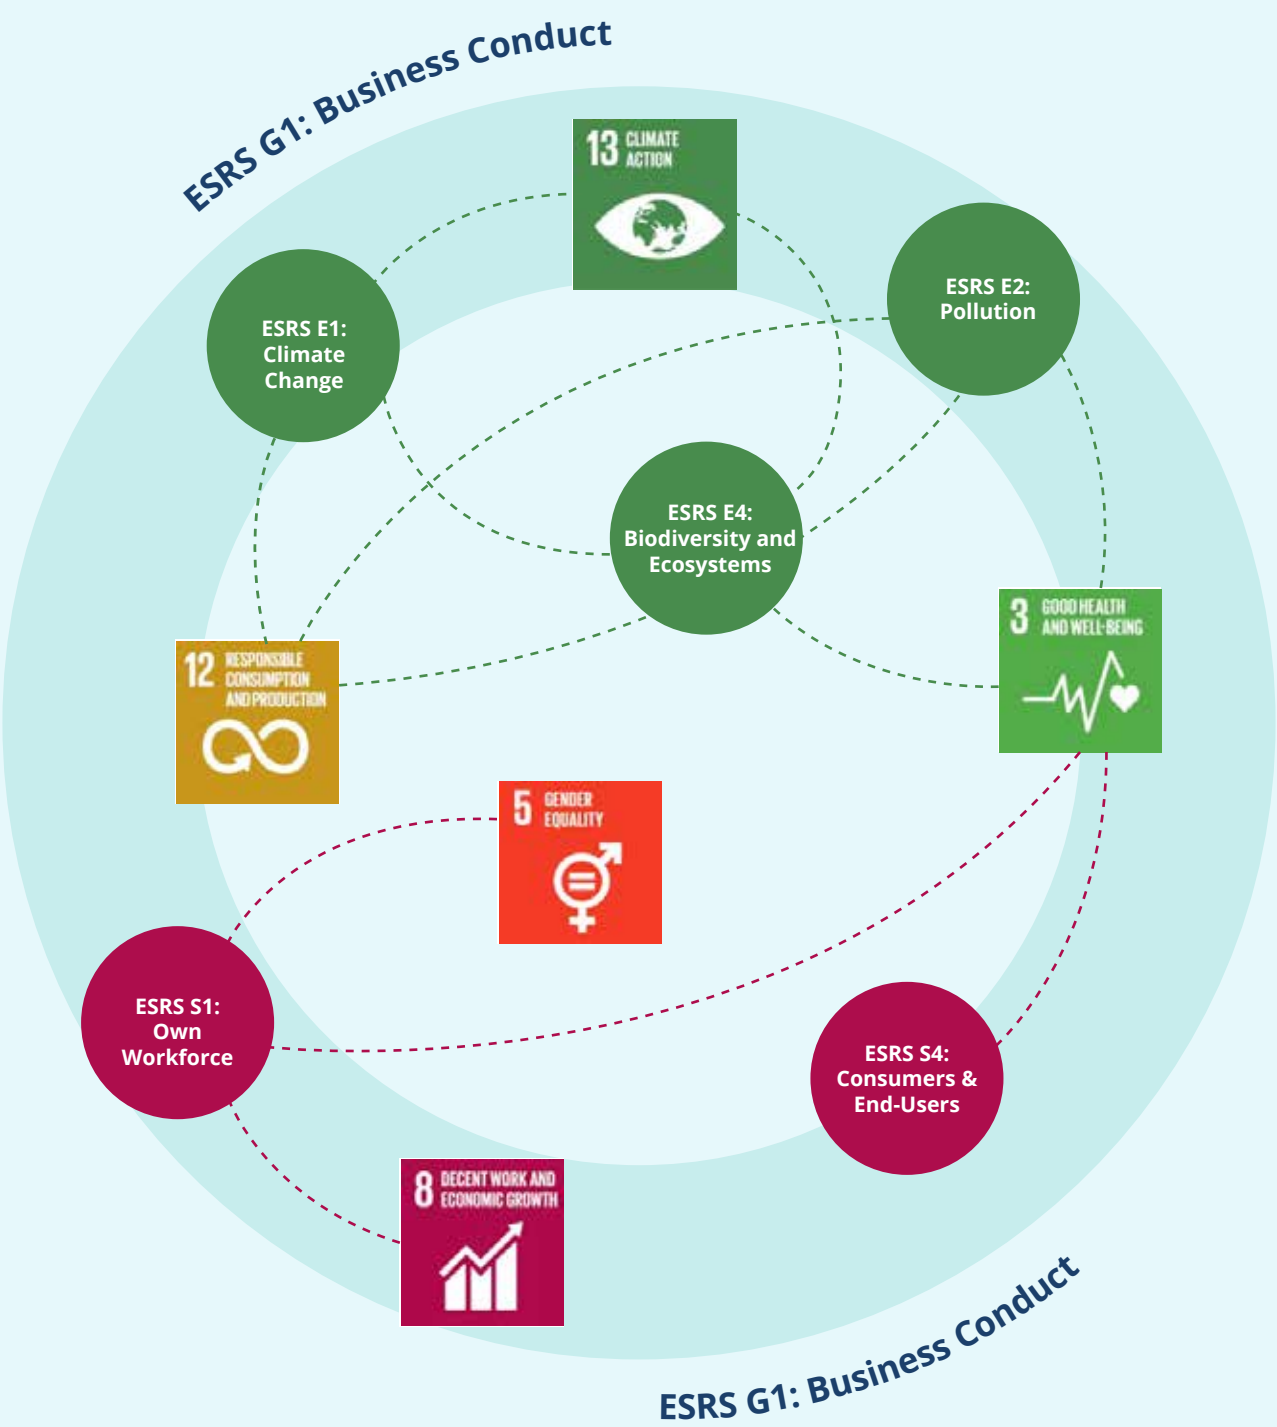 ESRS G1: Business Conduct
13 CLIMATE
ACTION
ESRS E2:
Pollution
ESRS E1:
Climate
Change
ESRS E4:
Biodiversity and
Ecosystems
3 GOOD HEALTH
AND WELL-BEING
12 RESPONSIBLE
CONSUMPTION
AND PRODUCTION
5 GENDER
EQUALITY
ESRS S1:
Own
Workforce
ESRS S4:
Consumers &
End-Users
8 DECENT WORK AND
ECONOMIC GROWTH
ESRS G1: Business Conduct